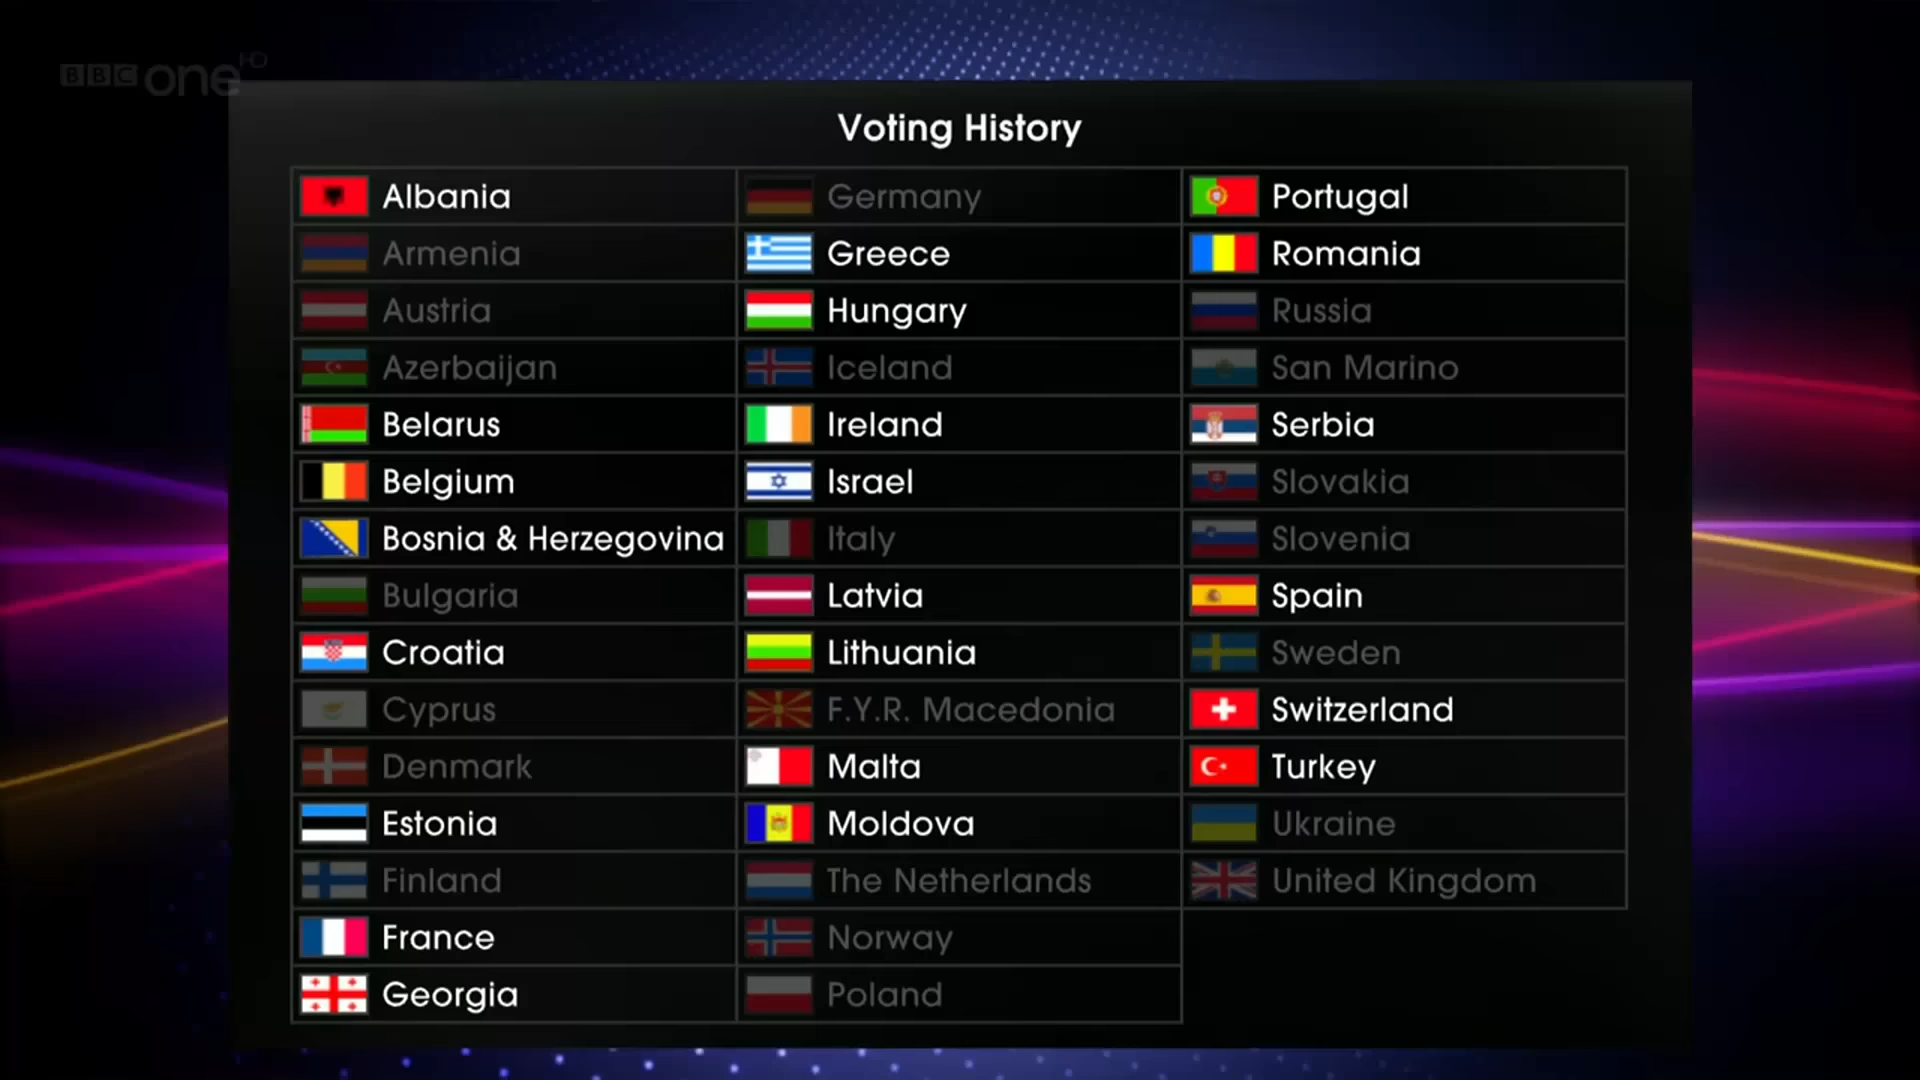 BBC one HD
Voting History
Albania
Armenia
Austria
Azerbaijan
Belarus
Belgium
Bosnia & Herzegovina
Bulgaria
Croatia
Cyprus
Denmark
Estonia
Finland
France
Georgia
Germany
Greece
Hungary
Iceland
Ireland
Israel
Italy
Latvia
Lithuania
F.Y.R. Macedonia
Malta
Moldova
The Netherlands
Norway
Poland
Portugal
Romania
Russia
San Marino
Serbia
Slovakia
Slovenia
Spain
Sweden
Switzerland
Turkey
Ukraine
United Kingdom